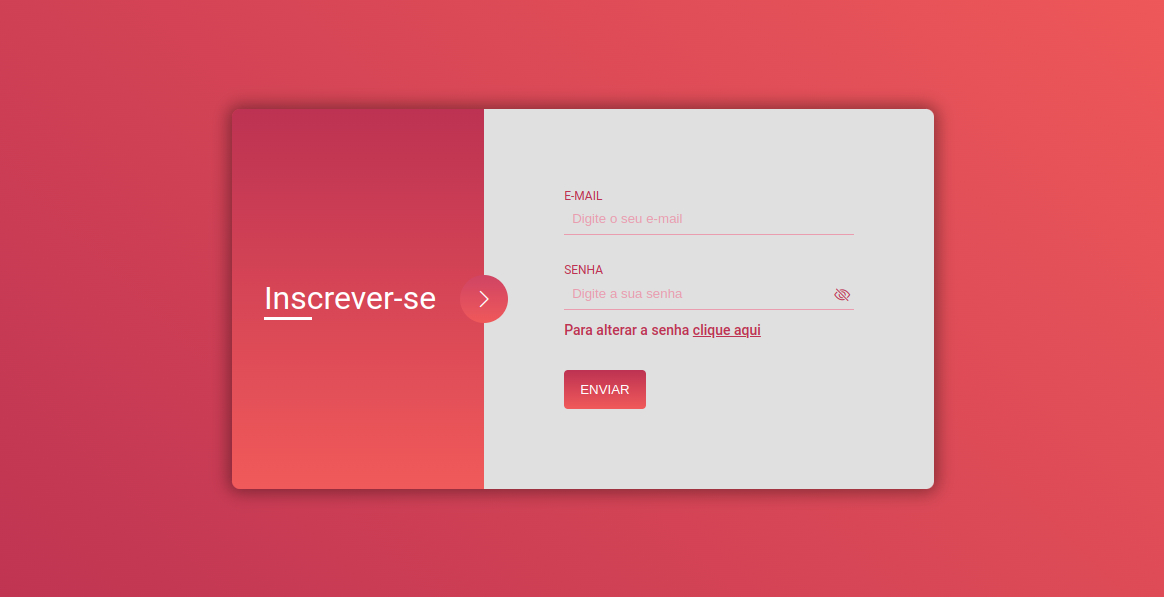 Inscrever-se
E-MAIL
Digite o seu e-mail
SENHA
Digite a sua senha
Para alterar a senha clique aqui
ENVIAR